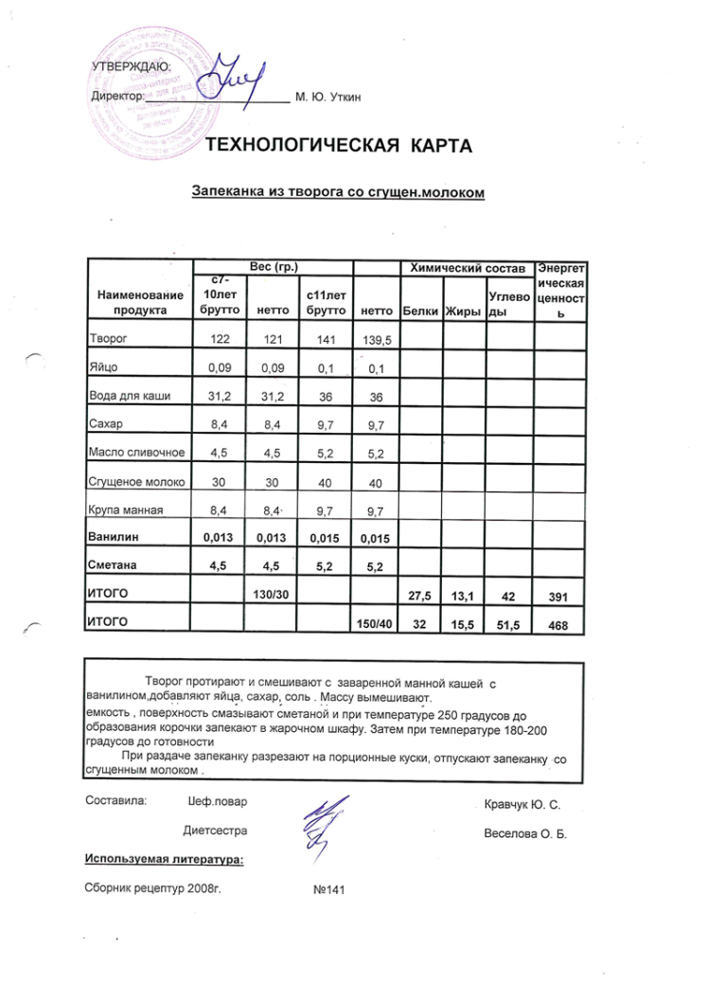 УТВЕРЖДАЮ:
Директор: М. Ю. Уткин
ТЕХНОЛОГИЧЕСКАЯ КАРТА
Запеканка из творога со сгущен.молоком
Наименование продукта Вес (гр.) Химический состав Энергетическая ценность
с7-10лет брутто нетто с11лет брутто нетто Белки Жиры Углеводы
Творог 122 121 141 139,5
Яйцо 0,09 0,09 0,1 0,1
Вода для каши 31,2 31,2 36 36
Сахар 8,4 8,4 9,7 9,7
Масло сливочное 4,5 4,5 5,2 5,2
Сгущеное молоко 30 30 40 40
Крупа манная 8,4 8,4 9,7 9,7
Ванилин 0,013 0,013 0,015 0,015
Сметана 4,5 4,5 5,2 5,2
ИТОГО 130/30 27,5 13,1 42 391
ИТОГО 150/40 32 15,5 51,5 468
Творог протирают и смешивают с заваренной манной кашей с
ванилином,добавляют яйца, сахар, соль . Массу вымешивают.
емкость , поверхность смазывают сметаной и при температуре 250 градусов до
образования корочки запекают в жарочном шкафу. Затем при температуре 180-200
градусов до готовности
При раздаче запеканку разрезают на порционные куски, отпускают запеканку со
сгущенным молоком .
Составила: Шеф.повар Кравчук Ю. С.
Диетсестра Веселова О. Б.
Используемая литература:
Сборник рецептур 2008г. №141